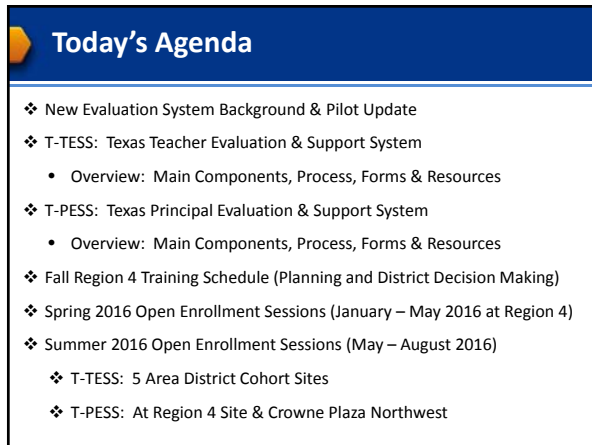 Today's Agenda
❖ New Evaluation System Background & Pilot Update
❖ T-TESS:  Texas Teacher Evaluation & Support System
• Overview:  Main Components, Process, Forms & Resources
❖ T-PESS:  Texas Principal Evaluation & Support System
• Overview:  Main Components, Process, Forms & Resources
❖ Fall Region 4 Training Schedule (Planning and District Decision Making)
❖ Spring 2016 Open Enrollment Sessions (January – May 2016 at Region 4)
❖ Summer 2016 Open Enrollment Sessions (May – August 2016)
❖ T-TESS:  5 Area District Cohort Sites
❖ T-PESS:  At Region 4 Site & Crowne Plaza Northwest